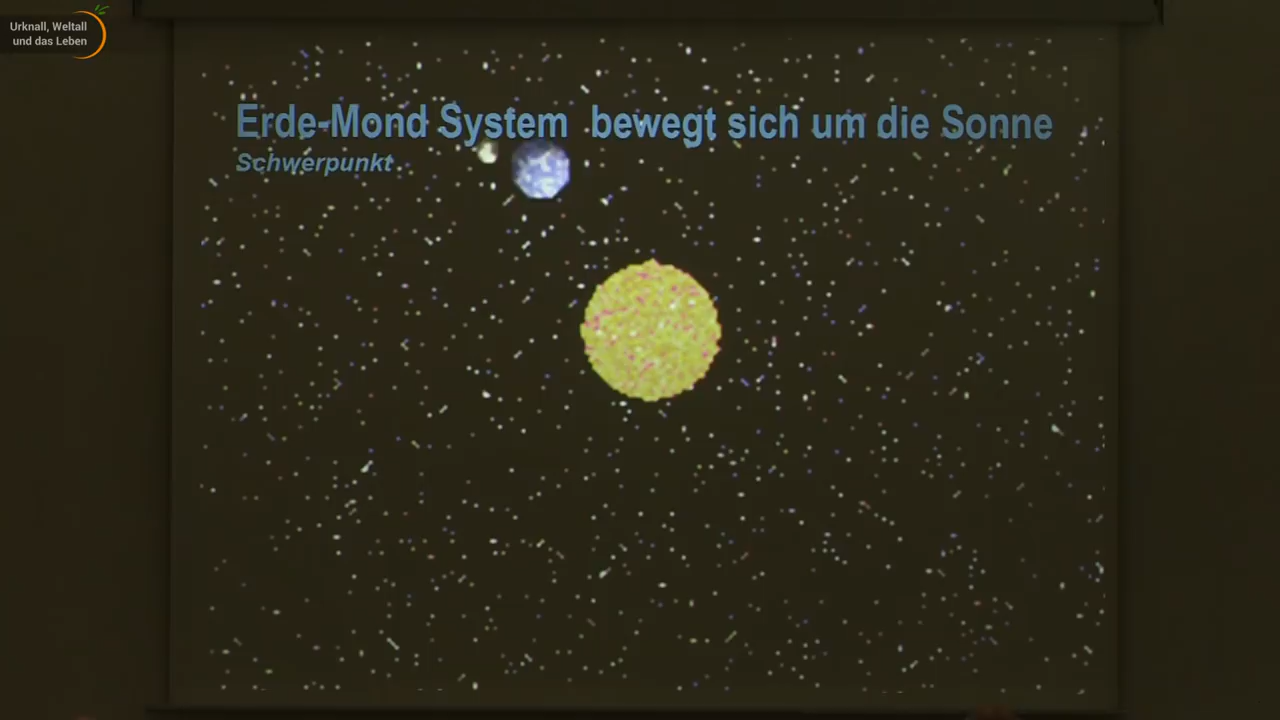 Urknall, Weltall
und das Leben
Erde-Mond System bewegt sich um die Sonne
Schwerpunkt